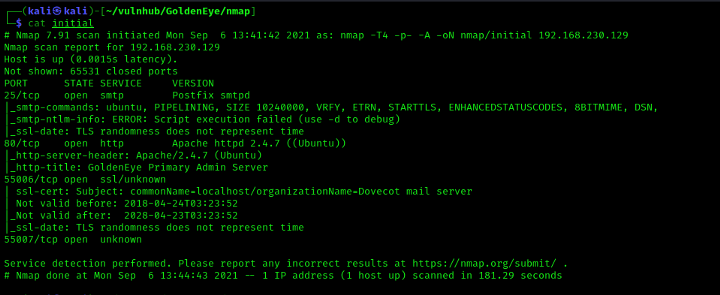 ┌──(kali㉿kali)-[~/vulnhub/GoldenEye/nmap]
└─$ cat initial
# Nmap 7.91 scan initiated Mon Sep  6 13:41:42 2021 as: nmap -T4 -p- -A -oN nmap/initial 192.168.230.129
Nmap scan report for 192.168.230.129
Host is up (0.0015s latency).
Not shown: 65531 closed ports
PORT      STATE SERVICE     VERSION
25/tcp    open  smtp        Postfix smtpd
|_smtp-commands: ubuntu, PIPELINING, SIZE 10240000, VRFY, ETRN, STARTTLS, ENHANCEDSTATUSCODES, 8BITMIME, DSN,
|_smtp-ntlm-info: ERROR: Script execution failed (use -d to debug)
|_ssl-date: TLS randomness does not represent time
80/tcp    open  http        Apache httpd 2.4.7 ((Ubuntu))
|_http-server-header: Apache/2.4.7 (Ubuntu)
|_http-title: GoldenEye Primary Admin Server
55006/tcp open  ssl/unknown
| ssl-cert: Subject: commonName=localhost/organizationName=Dovecot mail server
| Not valid before: 2018-04-24T03:23:52
|_Not valid after:  2028-04-23T03:23:52
|_ssl-date: TLS randomness does not represent time
55007/tcp open  unknown

Service detection performed. Please report any incorrect results at https://nmap.org/submit/ .
# Nmap done at Mon Sep  6 13:44:43 2021 -- 1 IP address (1 host up) scanned in 181.29 seconds